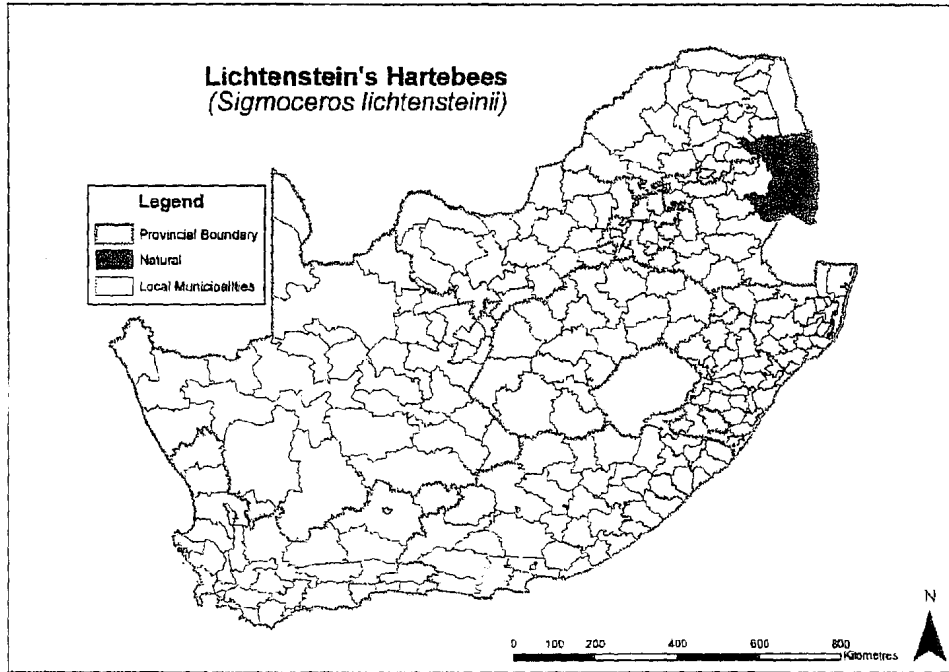 Lichtenstein's Hartebees
(Sigmoceros lichtensteinii)
Legend
Provincial Boundary
Natural
Local Municipalities
N
0 100 200 400 600 800
Kilometres